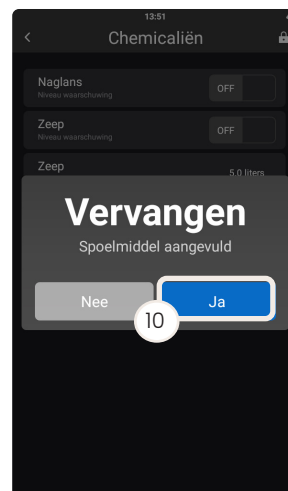 13:51
Chemicaliën
Naglans
Niveau waarschuwing
OFF
Zeep
Niveau waarschuwing
OFF
Zeep
5.0 liters
Vervangen
Spoelmiddel aangevuld
Nee
Ja
10